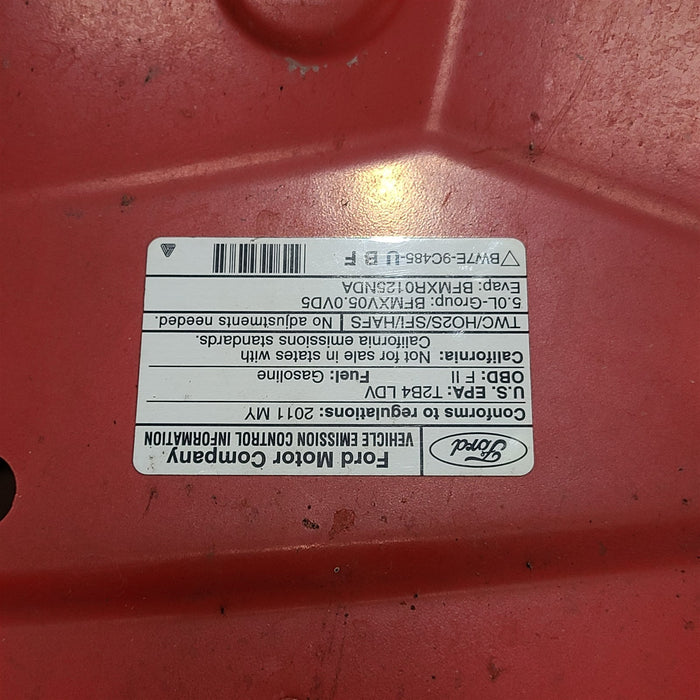 Ford
Ford Motor Company
VEHICLE EMISSION CONTROL INFORMATION
Conforms to regulations: 2011 MY
U.S. EPA: T2B4 LDV
OBD: F II Fuel: Gasoline
California: Not for sale in states with
California emissions standards.
TWC/HO2S/SFI/HAFS No adjustments needed.
5.0L-Group: BFMXV05.0VD5
Evap: BFMXR0125NDA
BW7E-9C485-U B F